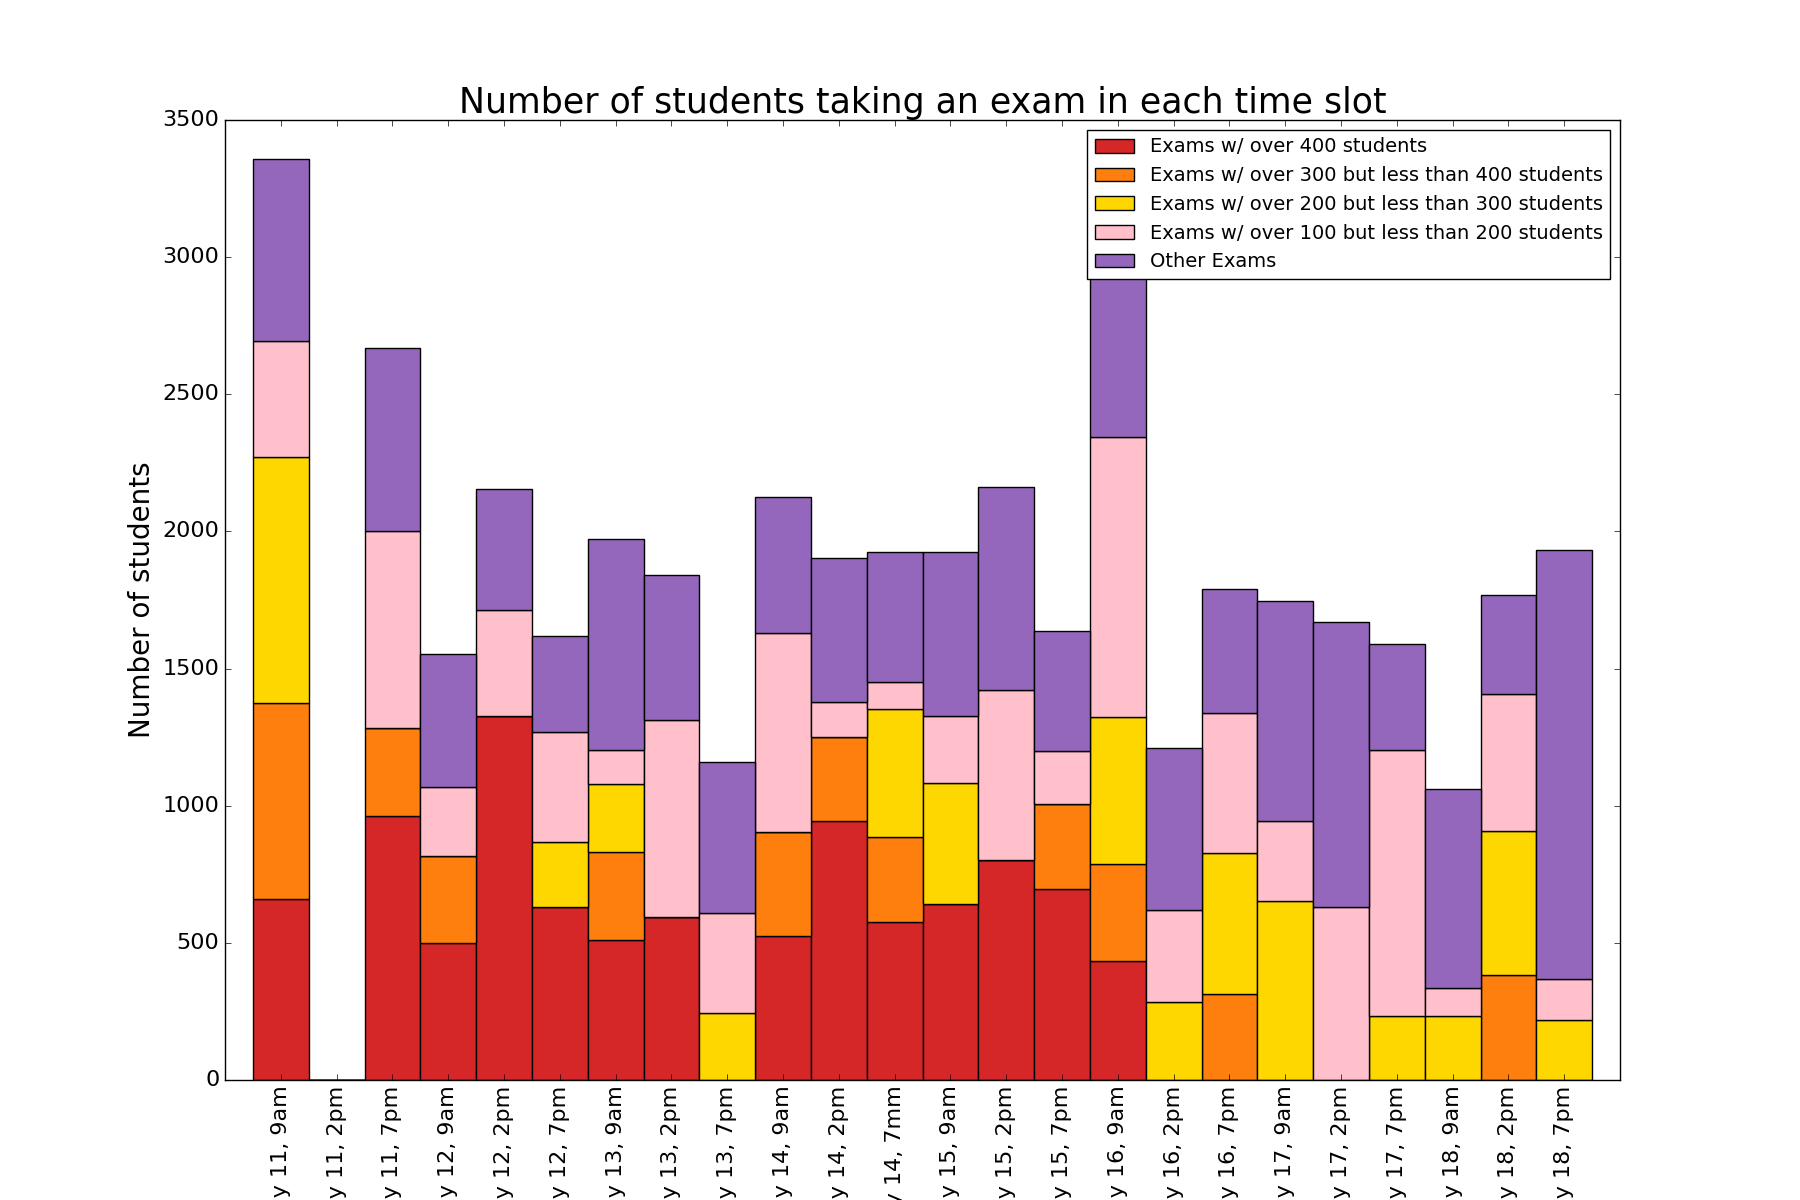 Number of students taking an exam in each time slot
3500
3000
2500
2000
1500
1000
500
0
Number of students
Exams w/ over 400 students
Exams w/ over 300 but less than 400 students
Exams w/ over 200 but less than 300 students
Exams w/ over 100 but less than 200 students
Other Exams
y 11, 9am
y 11, 2pm
y 11, 7pm
y 12, 9am
y 12, 2pm
y 12, 7pm
y 13, 9am
y 13, 2pm
y 13, 7pm
y 14, 9am
y 14, 2pm
y 14, 7mm
y 15, 9am
y 15, 2pm
y 15, 7pm
y 16, 9am
y 16, 2pm
y 16, 7pm
y 17, 9am
y 17, 2pm
y 17, 7pm
y 18, 9am
y 18, 2pm
y 18, 7pm